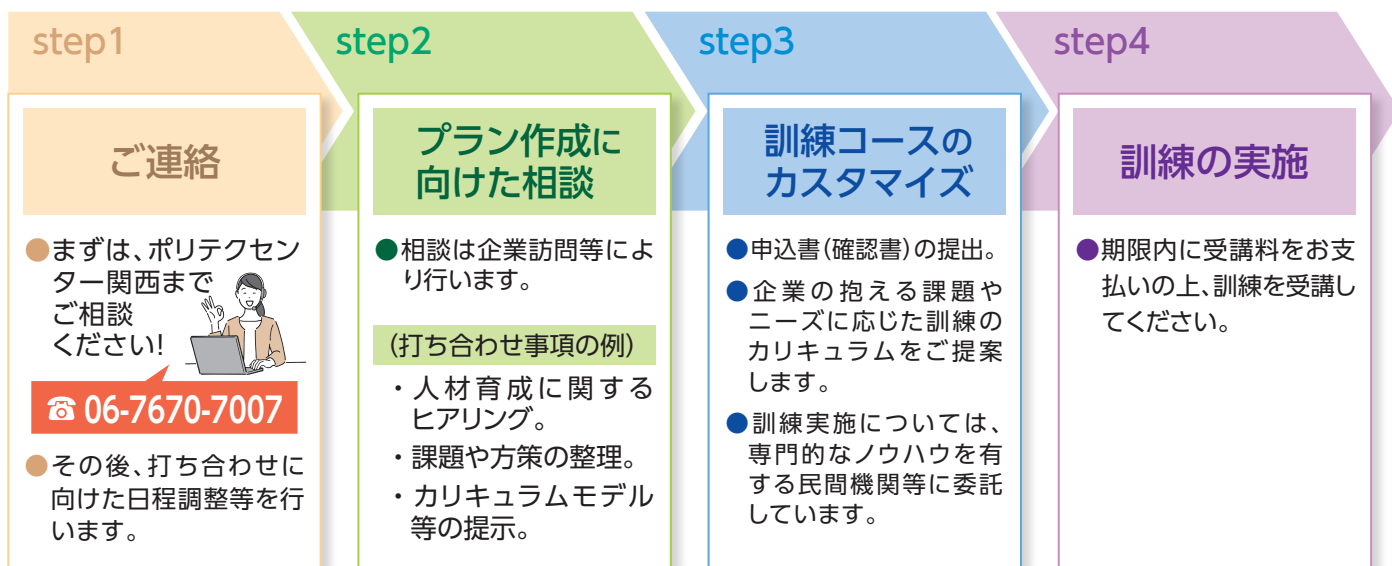 step1
ご連絡
●まずは、ポリテクセン
ター関西まで
ご相談
ください!
☎ 06-7670-7007
●その後、打ち合わせに
向けた日程調整等を行
います。
step2
プラン作成に
向けた相談
●相談は企業訪問等によ
り行います。
(打ち合わせ事項の例)
・人材育成に関する
ヒアリング。
・課題や方策の整理。
・カリキュラムモデル
等の提示。
step3
訓練コースの
カスタマイズ
●申込書(確認書)の提出。
●企業の抱える課題や
ニーズに応じた訓練の
カリキュラムをご提案
します。
●訓練実施については、
専門的なノウハウを有
する民間機関等に委託
しています。
step4
訓練の実施
●期限内に受講料をお支
払いの上、訓練を受講し
てください。